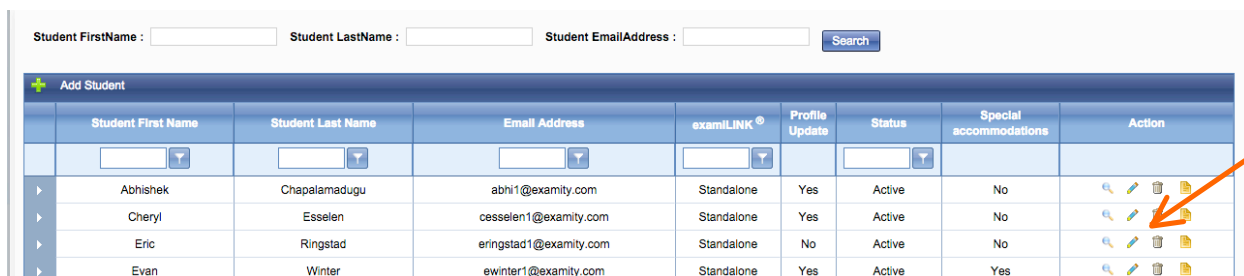 Student FirstName : Student LastName : Student EmailAddress : Search
Add Student
Student First Name Student Last Name Email Address examiLINK ® Profile Update Status Special accommodations Action
Abhishek Chapalamadugu abhi1@examity.com Standalone Yes Active No
Cheryl Esselen cesselen1@examity.com Standalone Yes Active No
Eric Ringstad eringstad1@examity.com Standalone No Active No
Evan Winter ewinter1@examity.com Standalone Yes Active Yes